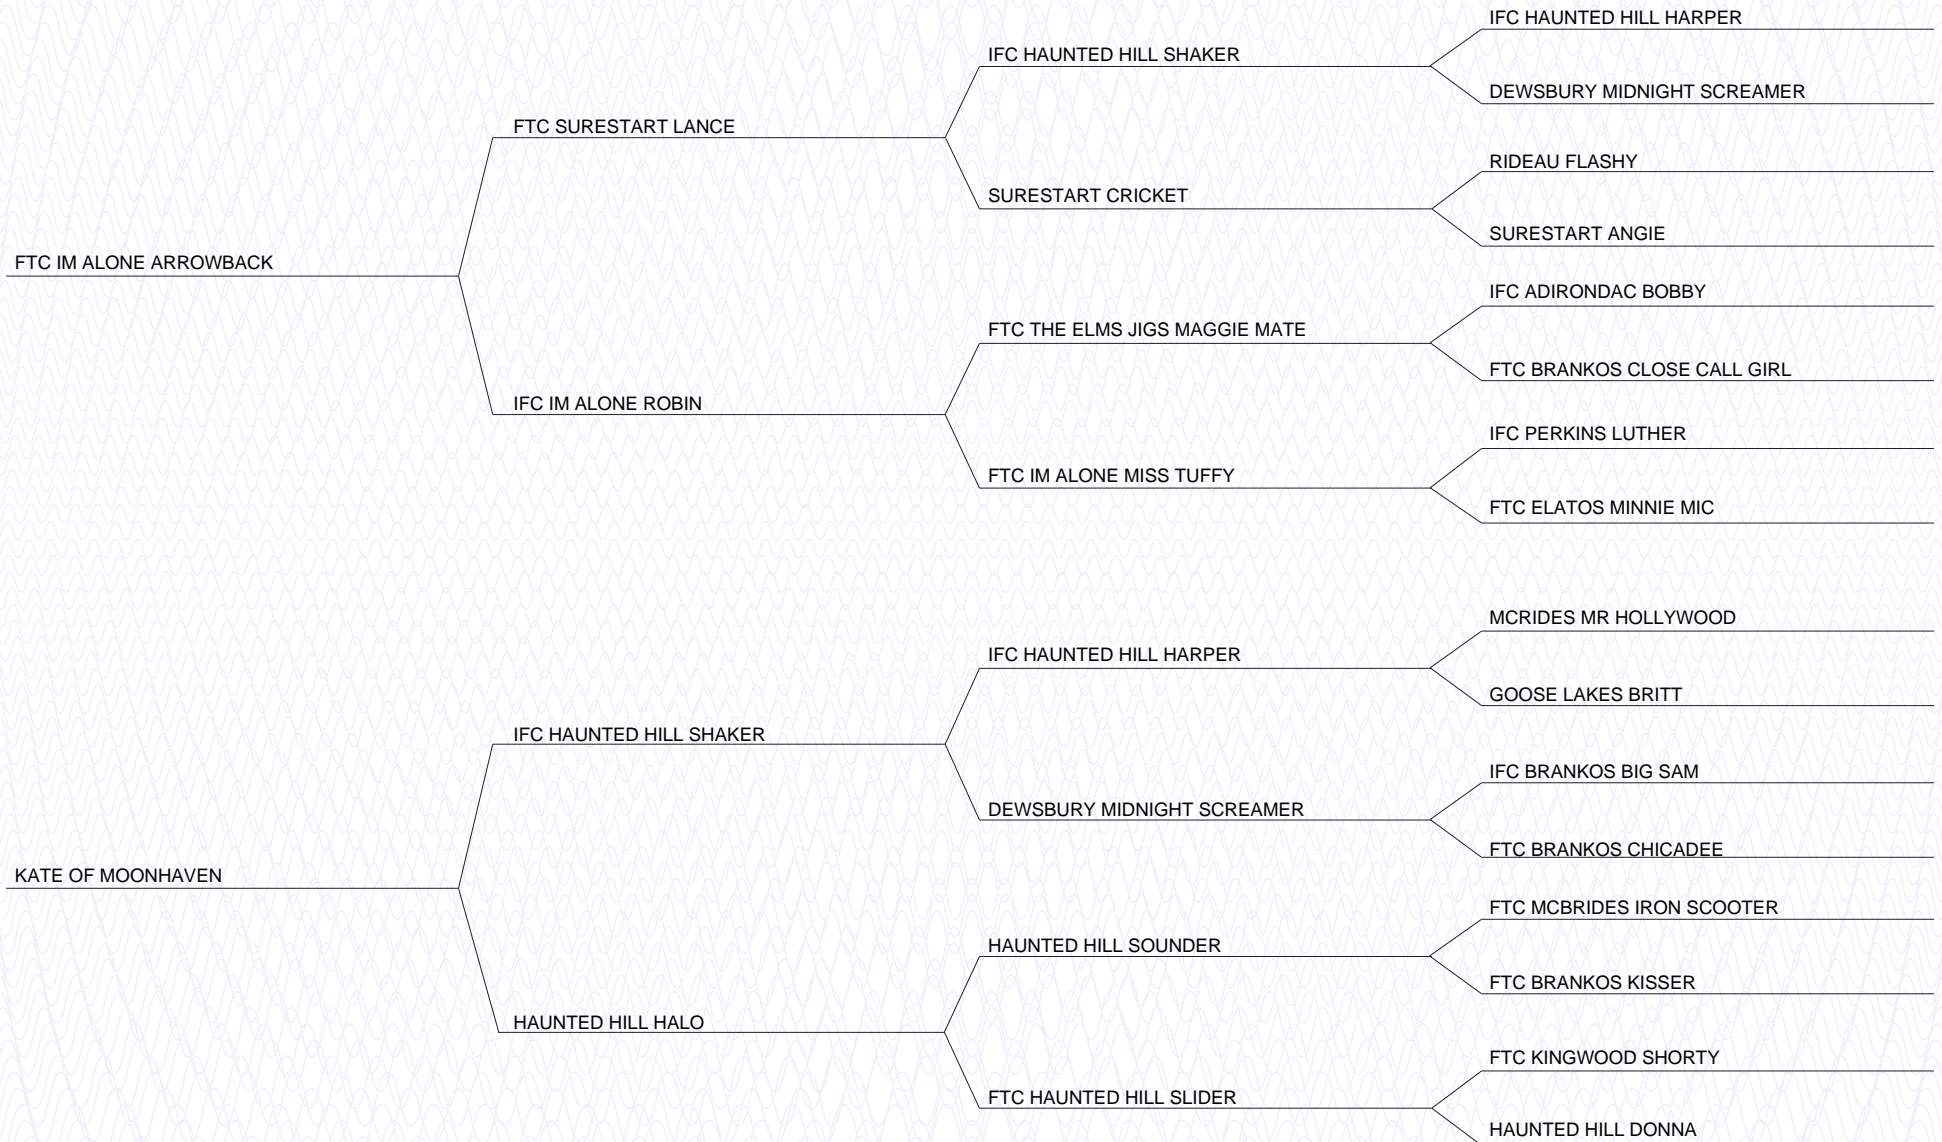 IFC HAUNTED HILL HARPER
IFC HAUNTED HILL SHAKER
DEWSBURY MIDNIGHT SCREAMER
FTC SURESTART LANCE
RIDEAU FLASHY
SURESTART CRICKET
SURESTART ANGIE
FTC IM ALONE ARROWBACK
IFC ADIRONDAC BOBBY
FTC THE ELMS JIGS MAGGIE MATE
FTC BRANKOS CLOSE CALL GIRL
IFC IM ALONE ROBIN
IFC PERKINS LUTHER
FTC IM ALONE MISS TUFFY
FTC ELATOS MINNIE MIC
MCRIDES MR HOLLYWOOD
IFC HAUNTED HILL HARPER
GOOSE LAKES BRITT
IFC HAUNTED HILL SHAKER
IFC BRANKOS BIG SAM
DEWSBURY MIDNIGHT SCREAMER
FTC BRANKOS CHICADEE
KATE OF MOONHAVEN
FTC MCBRIDES IRON SCOOTER
HAUNTED HILL SOUNDER
FTC BRANKOS KISSER
HAUNTED HILL HALO
FTC KINGWOOD SHORTY
FTC HAUNTED HILL SLIDER
HAUNTED HILL DONNA